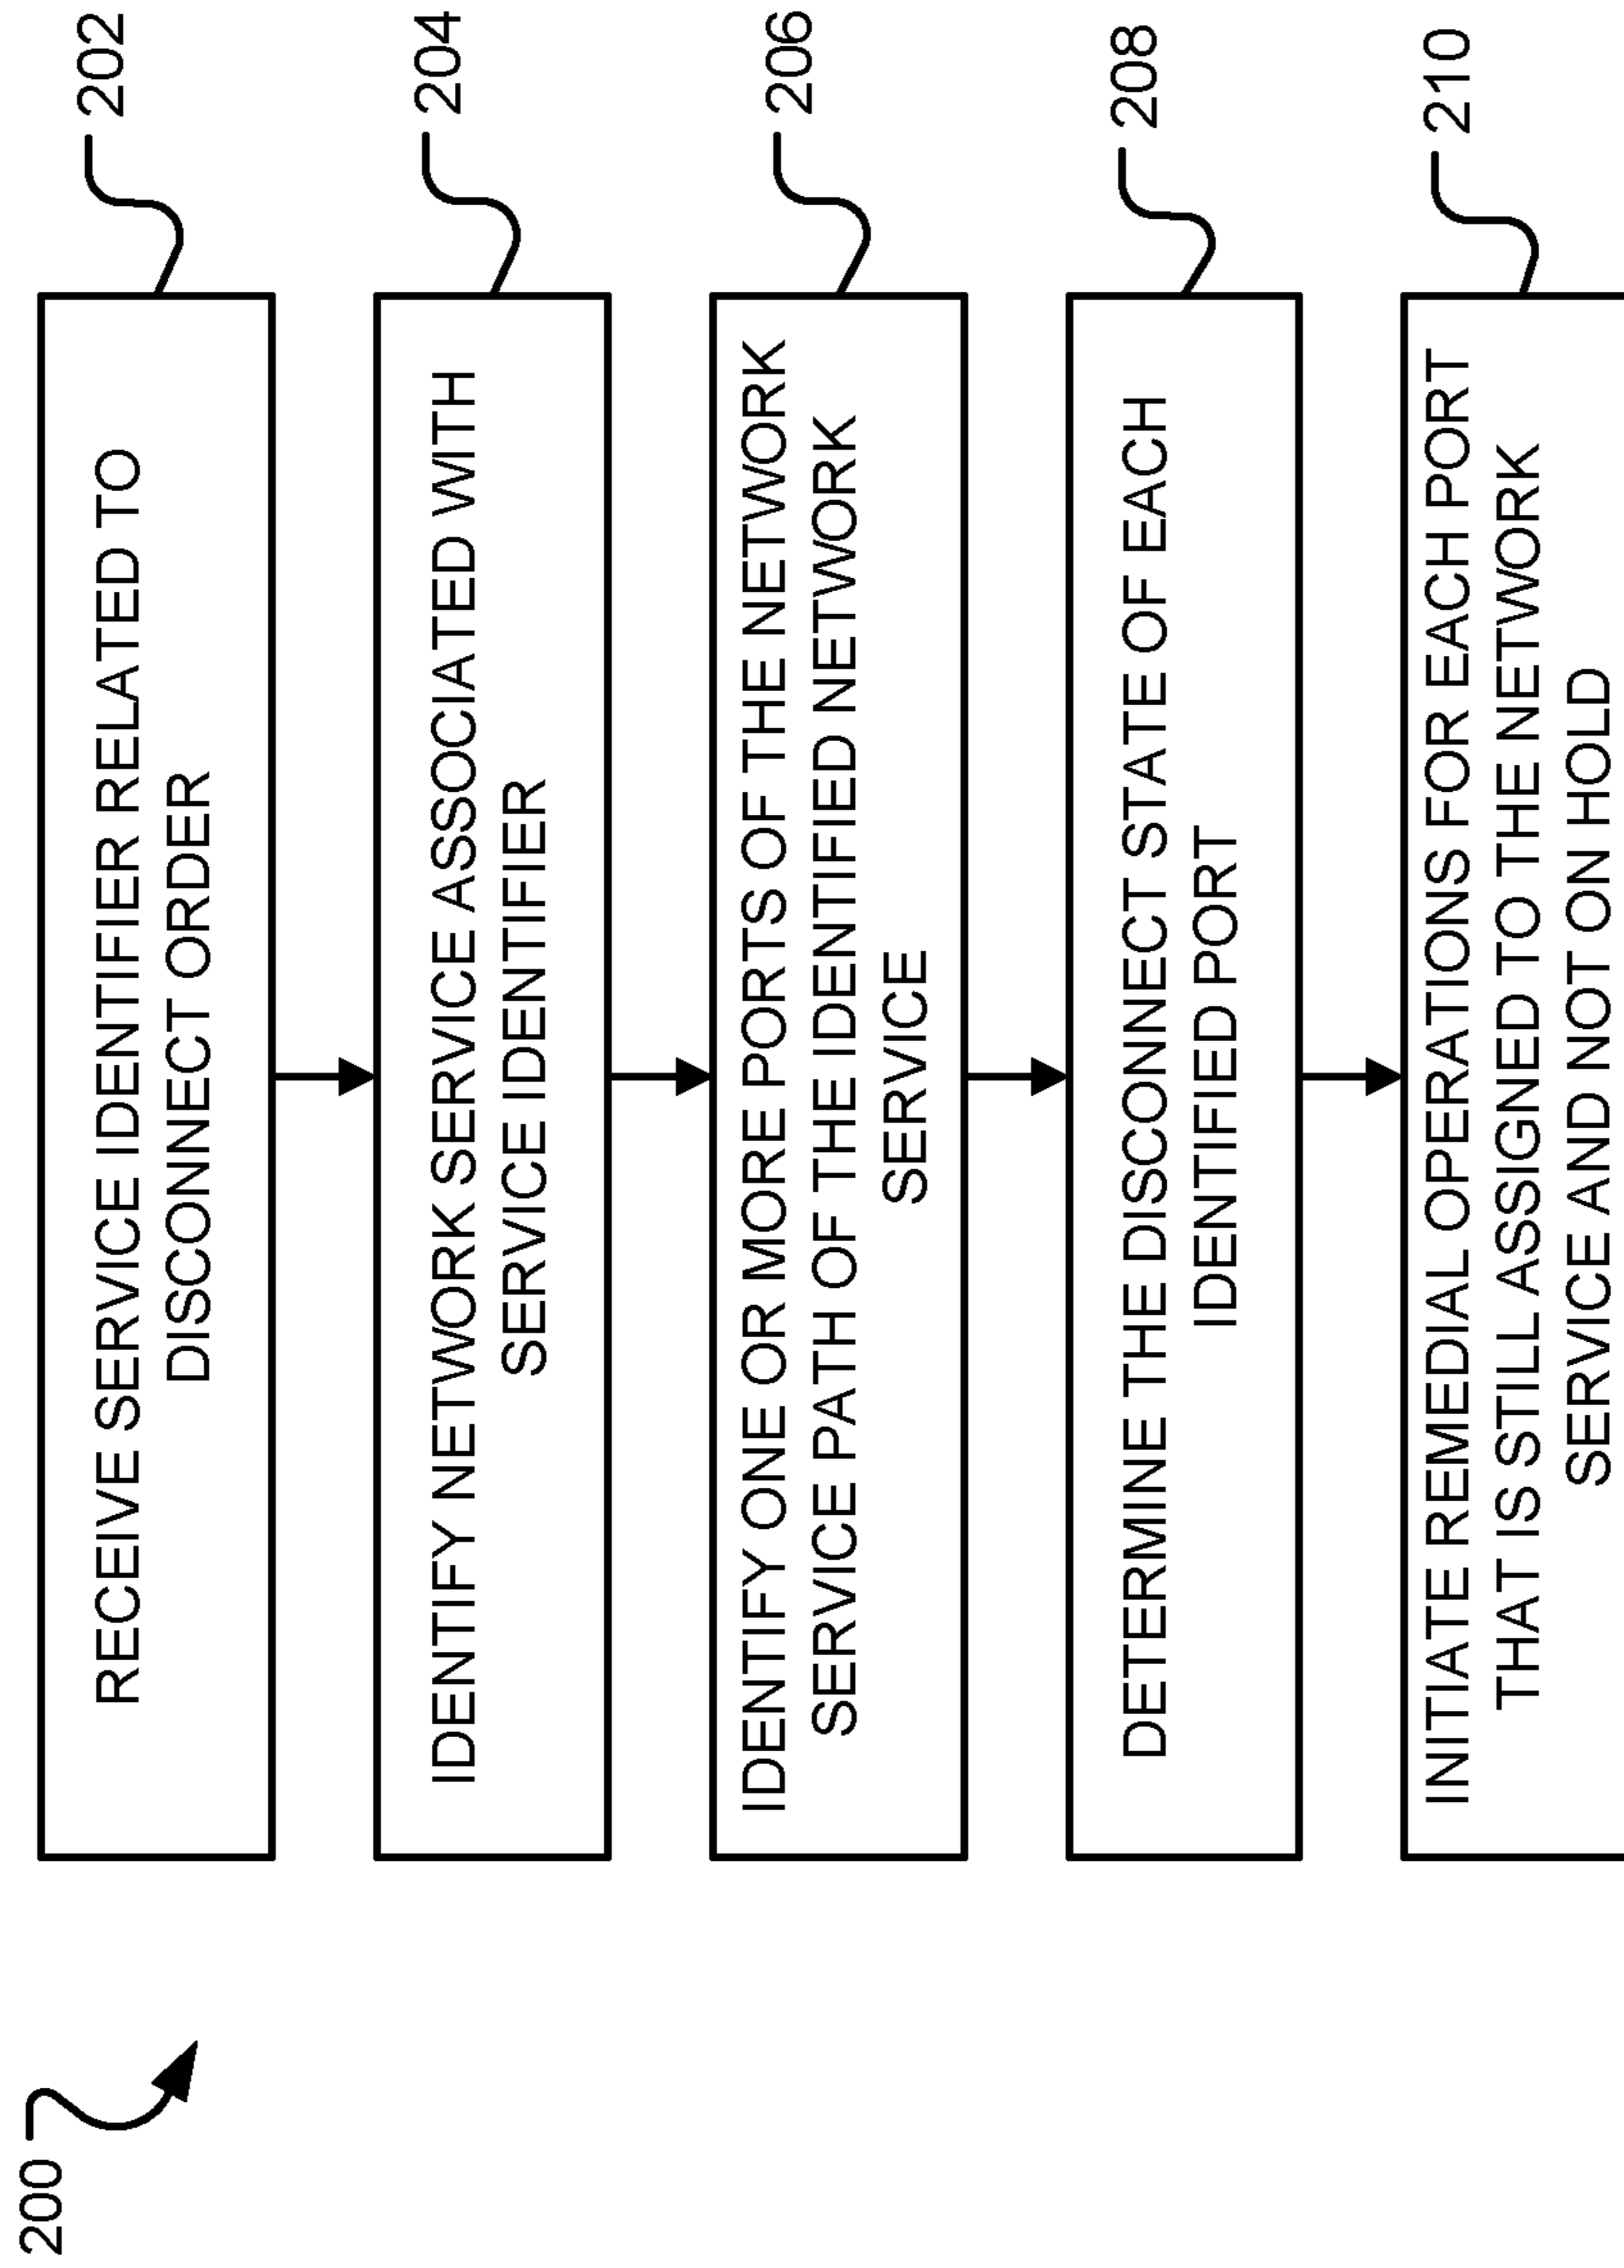 200
202
RECEIVE SERVICE IDENTIFIER RELATED TO
DISCONNECT ORDER
204
IDENTIFY NETWORK SERVICE ASSOCIATED WITH
SERVICE IDENTIFIER
206
IDENTIFY ONE OR MORE PORTS OF THE NETWORK
SERVICE PATH OF THE IDENTIFIED NETWORK
SERVICE
208
DETERMINE THE DISCONNECT STATE OF EACH
IDENTIFIED PORT
210
INITIATE REMEDIAL OPERATIONS FOR EACH PORT
THAT IS STILL ASSIGNED TO THE NETWORK
SERVICE AND NOT ON HOLD